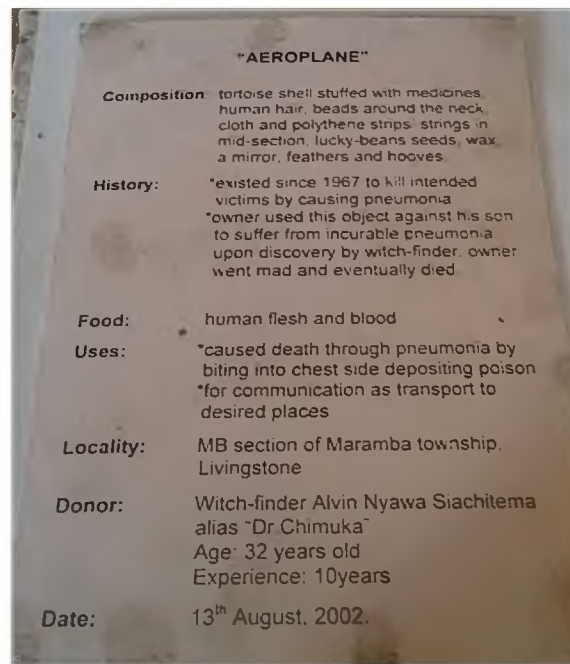 "AEROPLANE"
Composition: tortoise shell stuffed with medicines,
human hair, beads around the neck,
cloth and polythene strips, strings in
mid-section, lucky-beans seeds, wax,
a mirror, feathers and hooves
History: *existed since 1967 to kill intended
victims by causing pneumonia
*owner used this object against his son
to suffer from incurable pneumonia
upon discovery by witch-finder, owner
went mad and eventually died
Food: human flesh and blood
Uses: *caused death through pneumonia by
biting into chest side depositing poison
*for communication as transport to
desired places
Locality: MB section of Maramba township,
Livingstone
Donor: Witch-finder Alvin Nyawa Siachitema
alias "Dr.Chimuka"
Age: 32 years old
Experience: 10years
Date: 13th August, 2002.